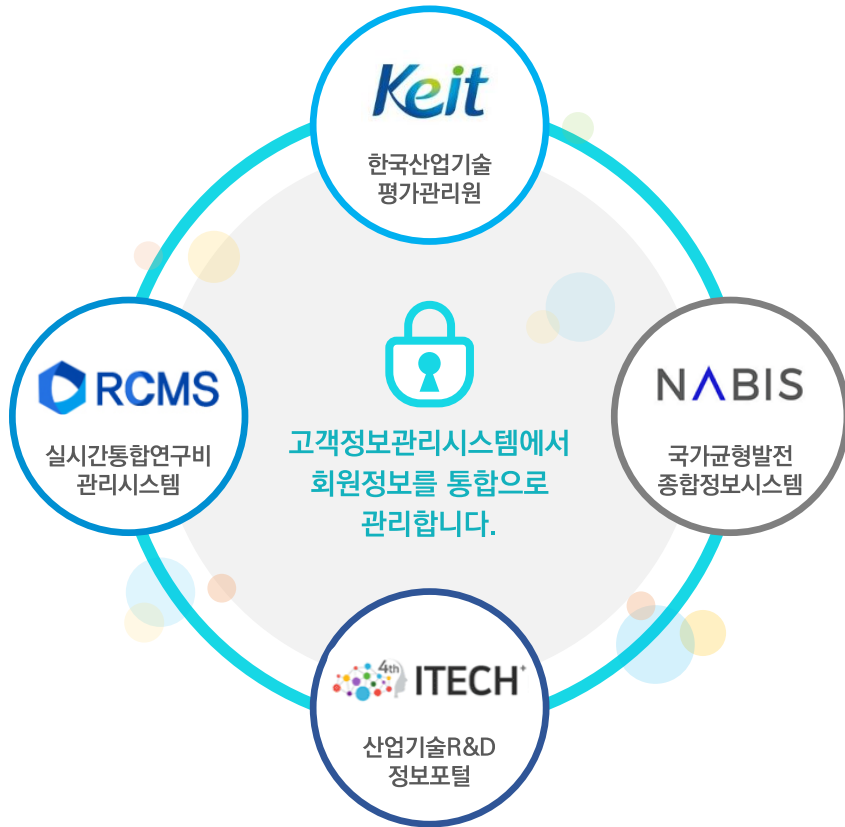 Keit
한국산업기술
평가관리원
RCMS
실시간통합연구비
관리시스템
고객정보관리시스템에서
회원정보를 통합으로
관리합니다.
NABIS
국가균형발전
종합정보시스템
4th ITECH+
산업기술R&D
정보포털